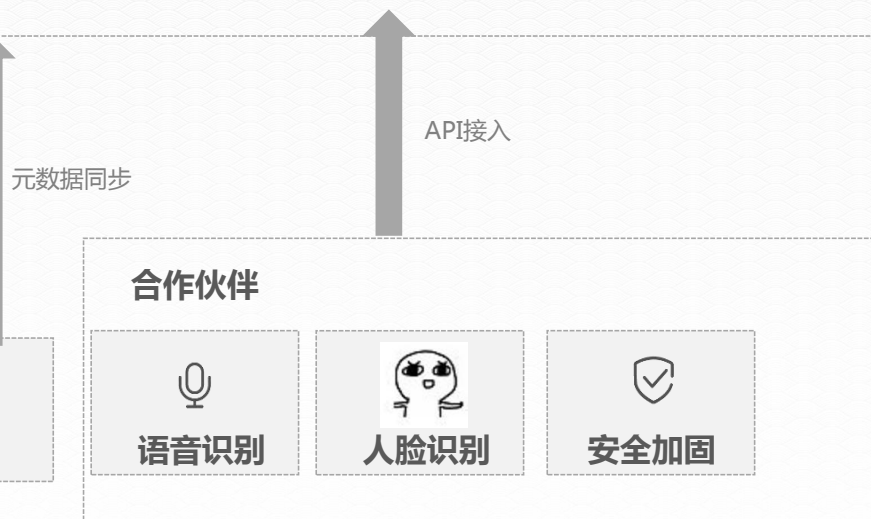 API接入
元数据同步
合作伙伴
语音识别
人脸识别
安全加固